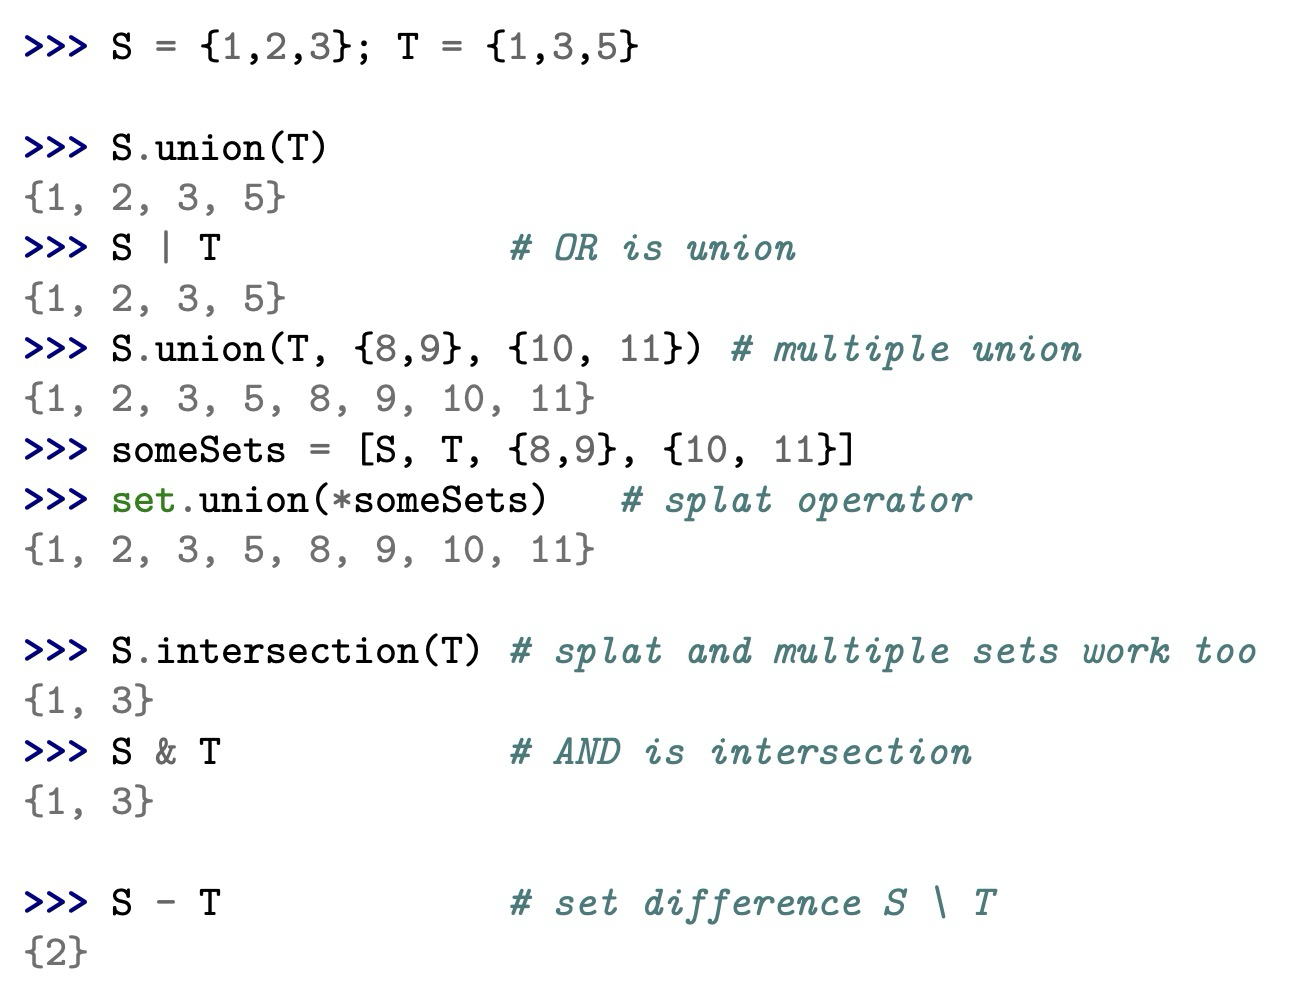 >>> S = {1,2,3}; T = {1,3,5}
>>> S.union(T)
{1, 2, 3, 5}
>>> S | T             # OR is union
{1, 2, 3, 5}
>>> S.union(T, {8,9}, {10, 11}) # multiple union
{1, 2, 3, 5, 8, 9, 10, 11}
>>> someSets = [S, T, {8,9}, {10, 11}]
>>> set.union(*someSets)   # splat operator
{1, 2, 3, 5, 8, 9, 10, 11}
>>> S.intersection(T) # splat and multiple sets work too
{1, 3}
>>> S & T             # AND is intersection
{1, 3}
>>> S - T             # set difference S \ T
{2}